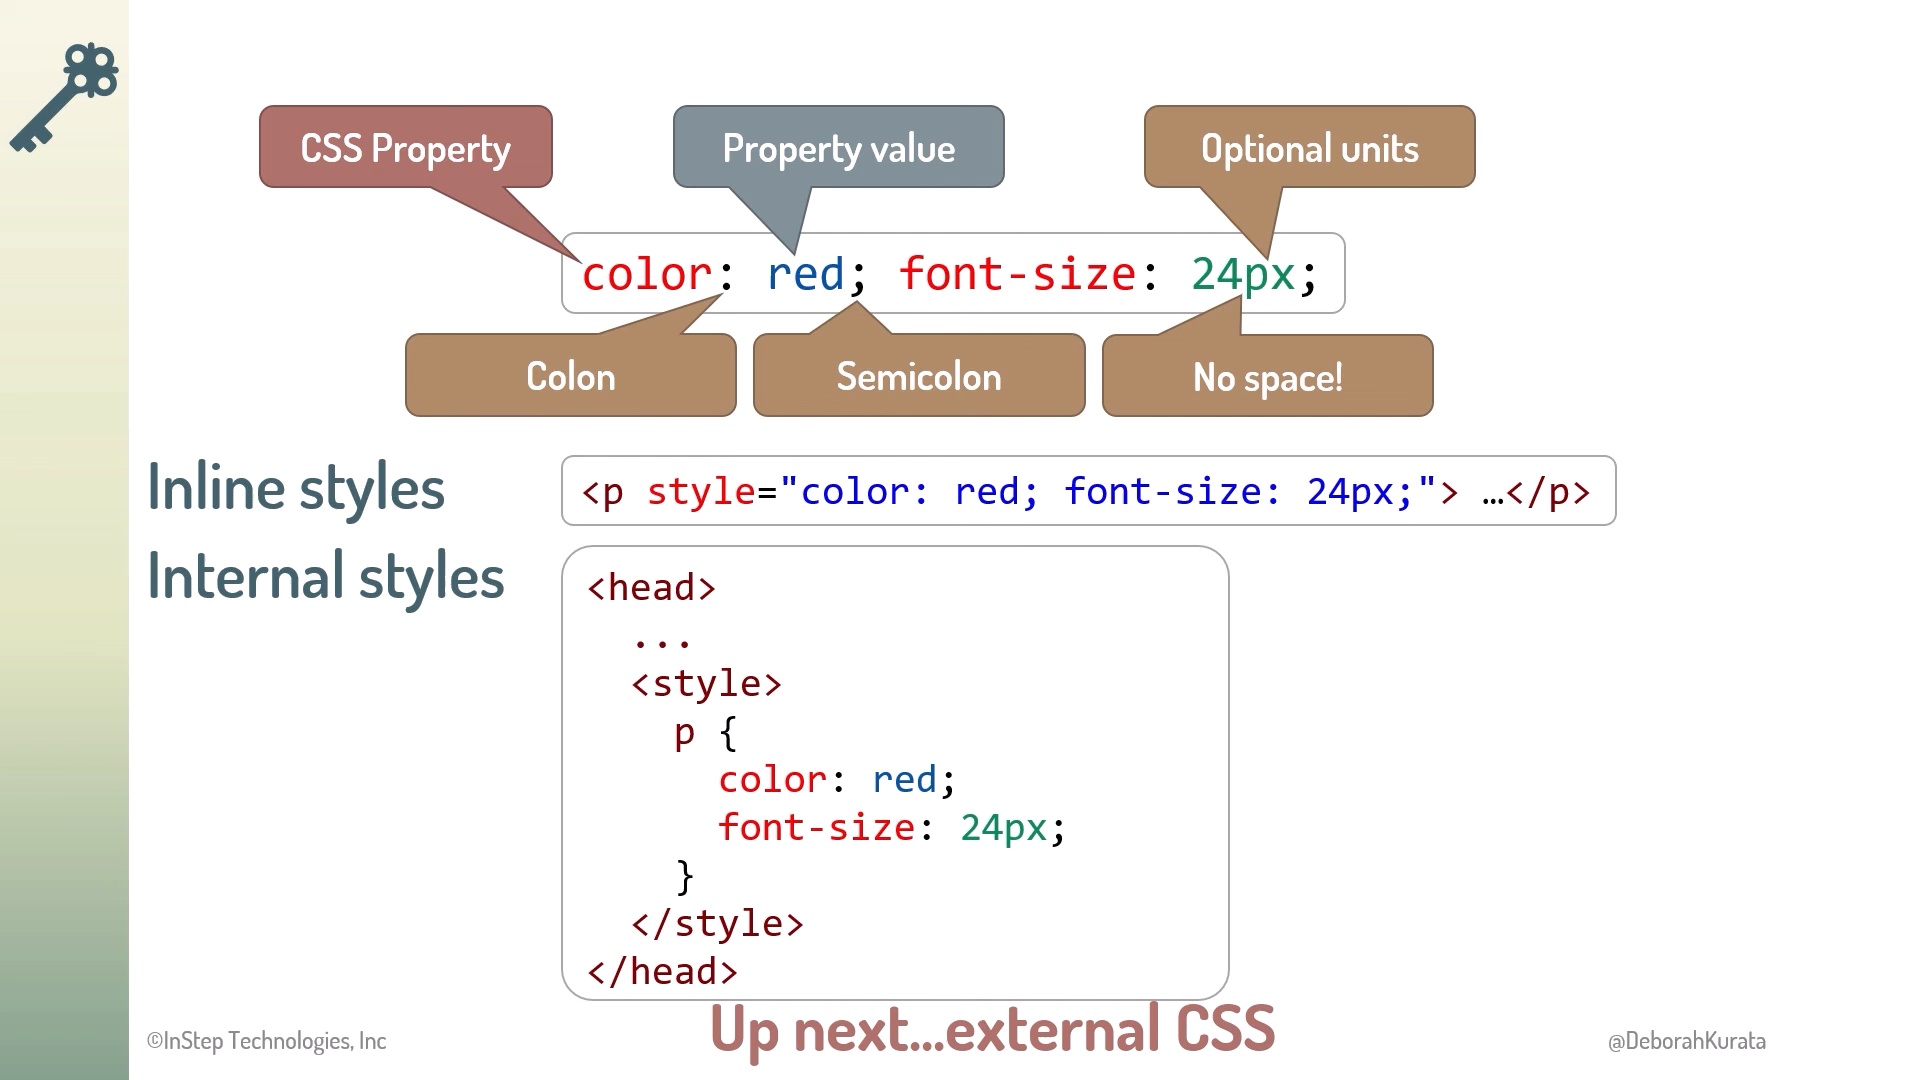 CSS Property
Property value
Optional units
color: red; font-size: 24px;
Colon
Semicolon
No space!
Inline styles
<p style="color: red; font-size: 24px;"> …</p>
Internal styles
<head>
...
<style>
p {
color: red;
font-size: 24px;
}
</style>
</head>
Up next...external CSS
©InStep Technologies, Inc
@DeborahKurata